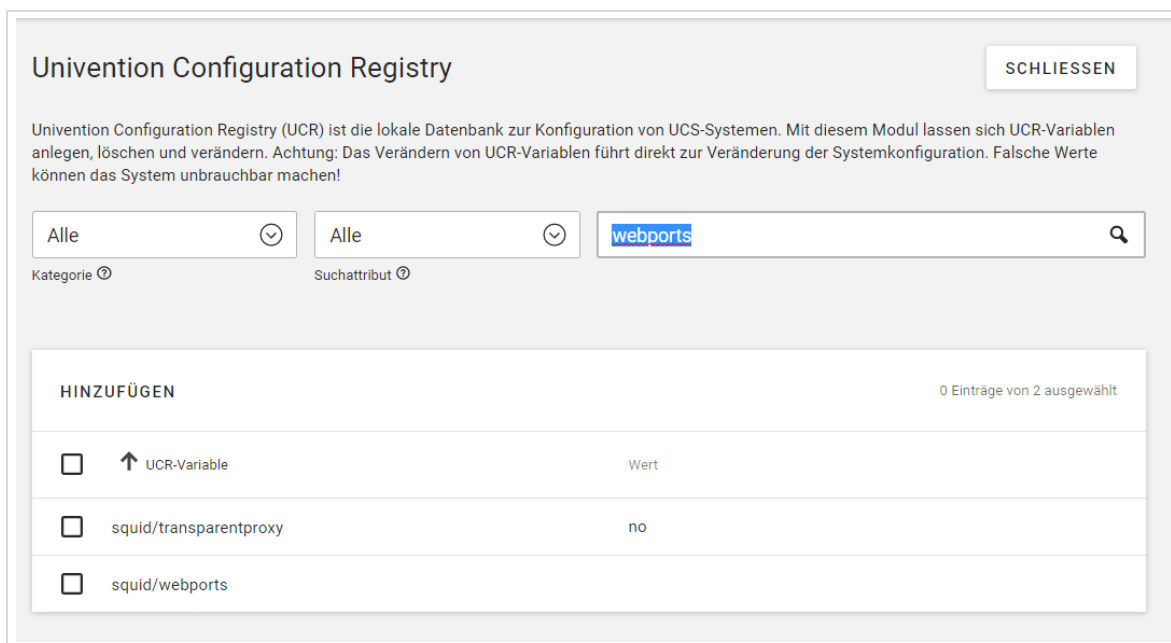 Univention Configuration Registry
SCHLIESSEN
Univention Configuration Registry (UCR) ist die lokale Datenbank zur Konfiguration von UCS-Systemen. Mit diesem Modul lassen sich UCR-Variablen
anlegen, löschen und verändern. Achtung: Das Verändern von UCR-Variablen führt direkt zur Veränderung der Systemkonfiguration. Falsche Werte
können das System unbrauchbar machen!
Alle
Alle
webports
Kategorie
Suchattribut
HINZUFÜGEN
0 Einträge von 2 ausgewählt
UCR-Variable
Wert
squid/transparentproxy
no
squid/webports